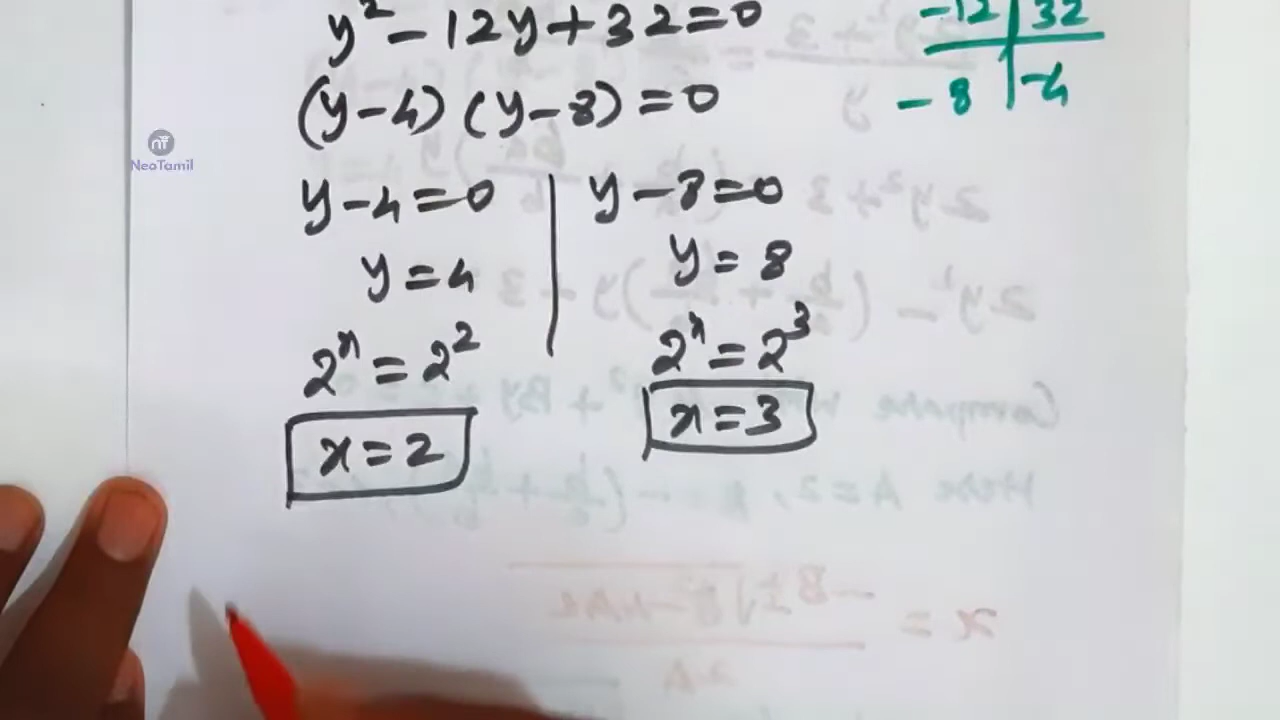 y² - 12y + 32 = 0
-12 | 32
-8 | -4
(y - 4) (y - 8) = 0
NeoTamil
y - 4 = 0 | y - 8 = 0
y = 4 | y = 8
2ˣ = 2² | 2ˣ = 2³
x = 2 | x = 3